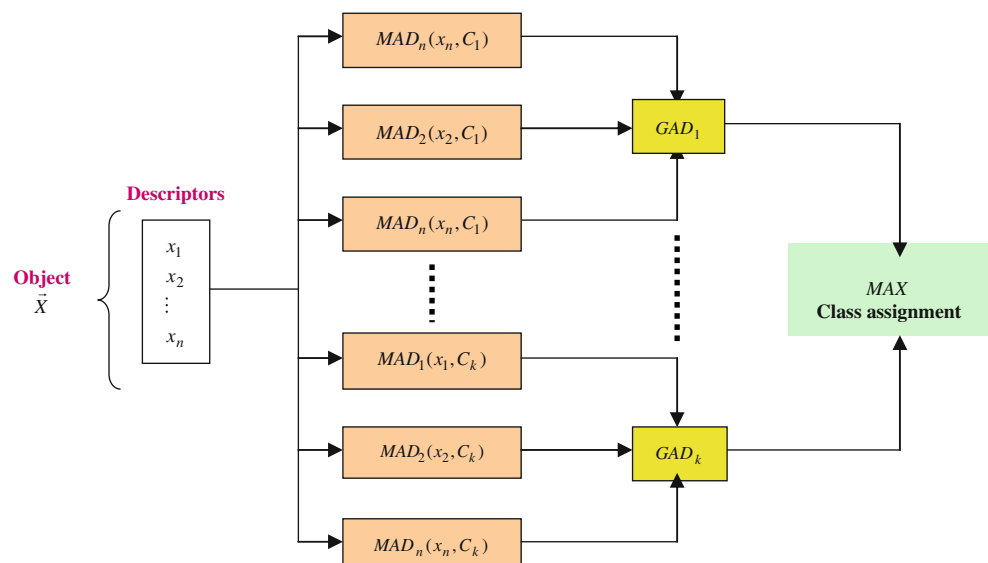 Descriptors
Object
X⃗
x₁
x₂
⋮
xₙ
MADₙ(xₙ, C₁)
MAD₂(x₂, C₁)
MADₙ(xₙ, C₁)
MAD₁(x₁, Cₖ)
MAD₂(x₂, Cₖ)
MADₙ(xₙ, Cₖ)
GAD₁
GADₖ
MAX
Class assignment